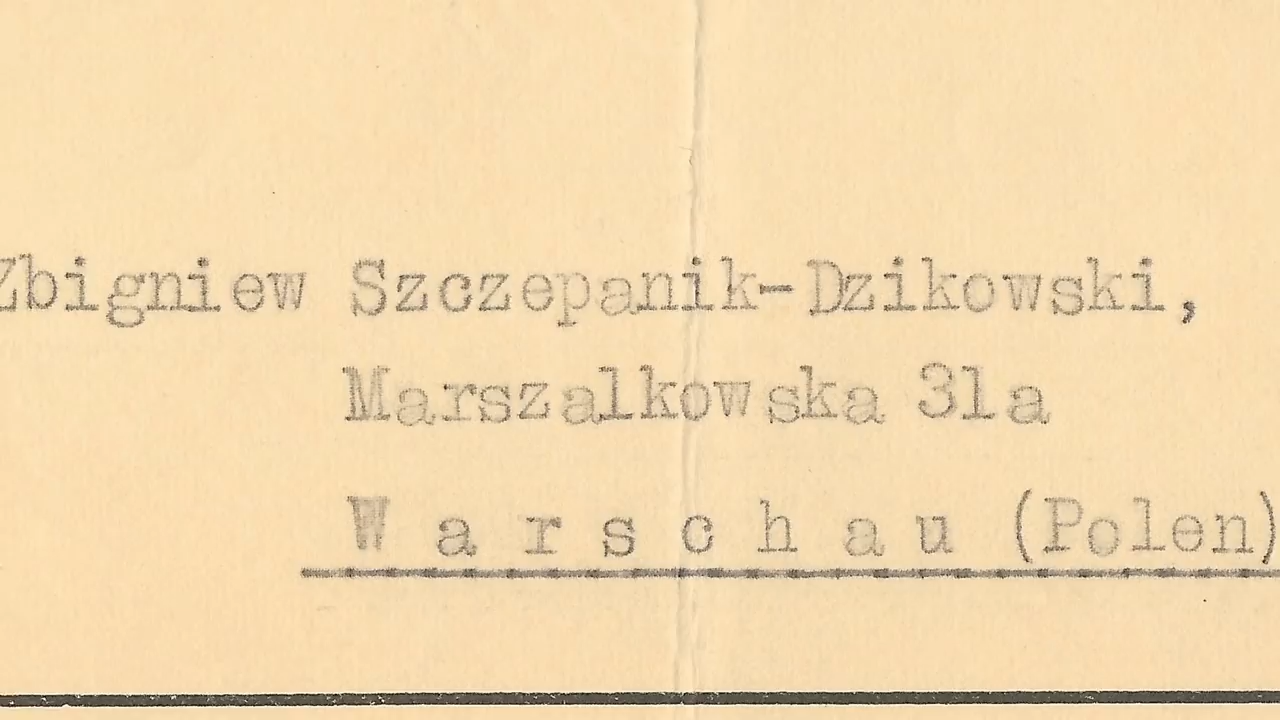 Zbigniew Szczepanik-Dzikowski,
Marszalkowska 31a
W a r s c h a u (Polen)